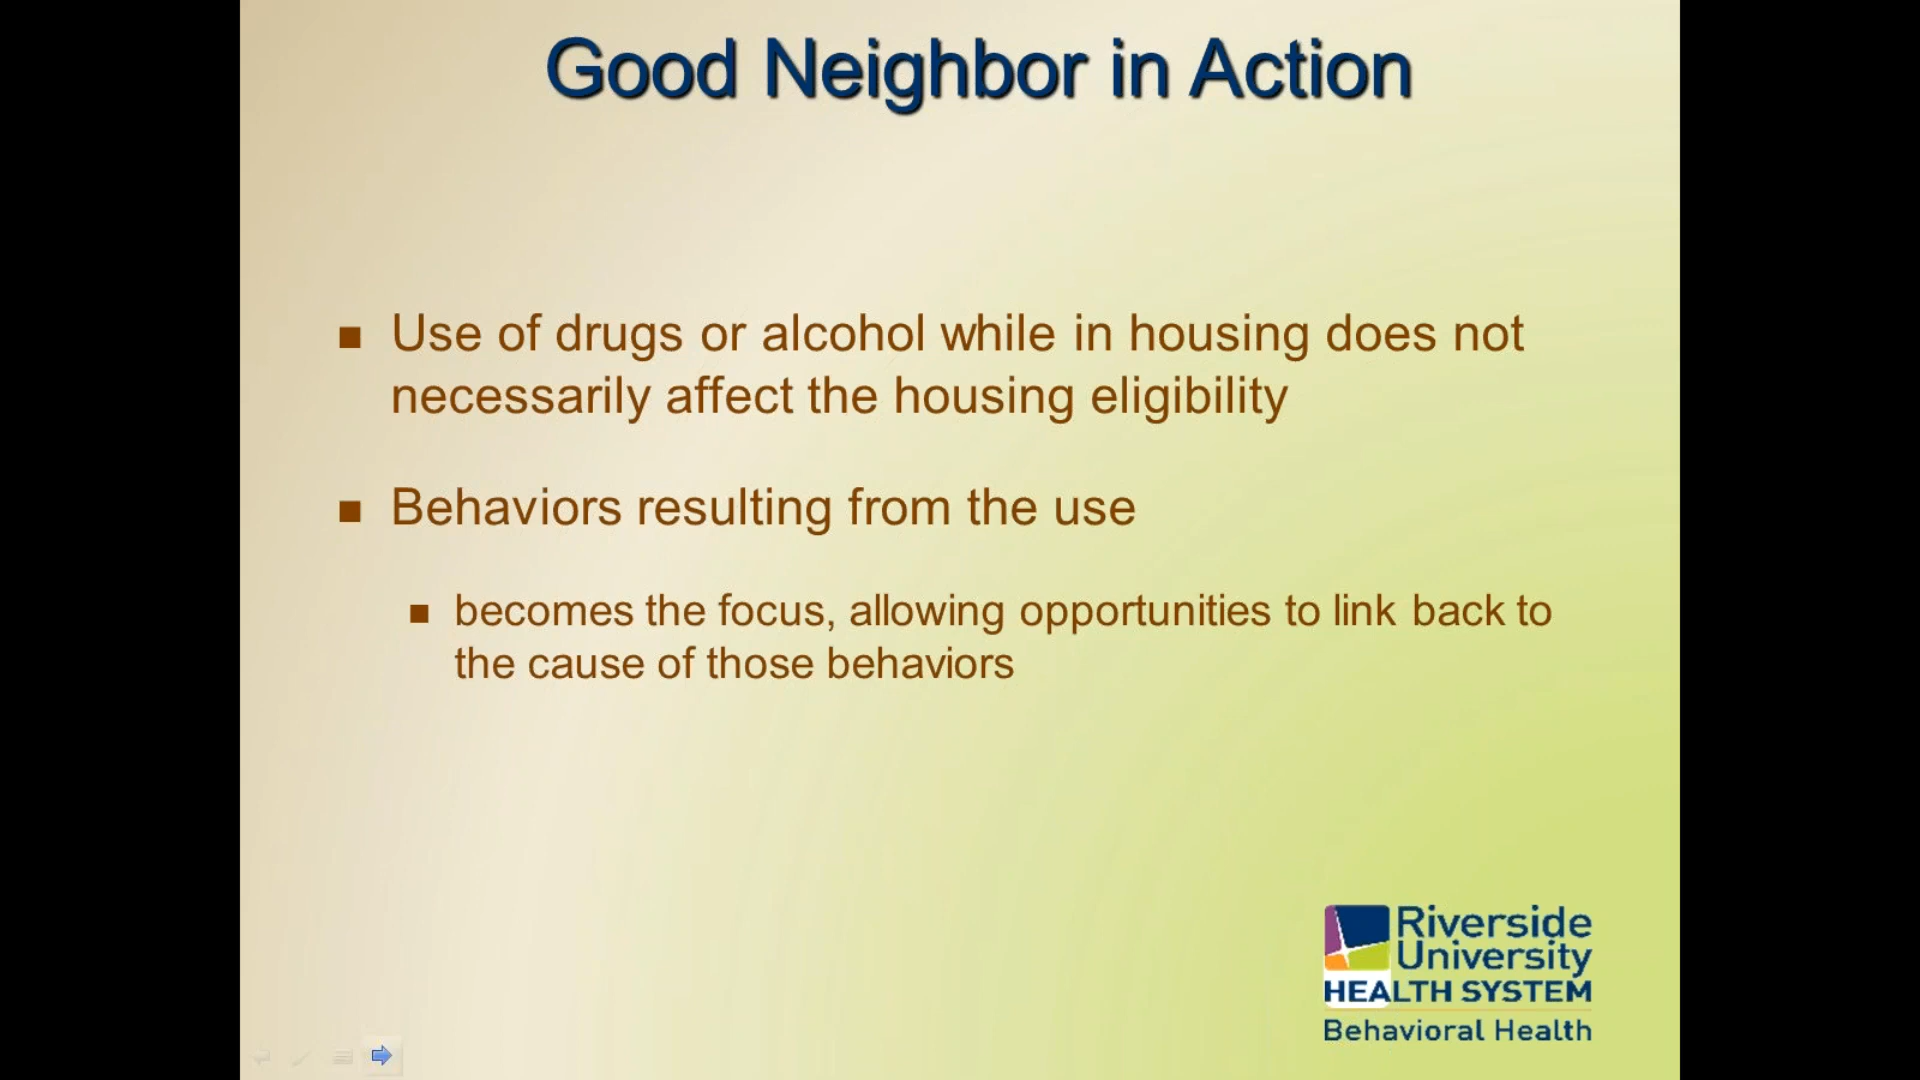 Good Neighbor in Action
Use of drugs or alcohol while in housing does not
necessarily affect the housing eligibility
Behaviors resulting from the use
becomes the focus, allowing opportunities to link back to
the cause of those behaviors
Riverside
University
HEALTH SYSTEM
Behavioral Health